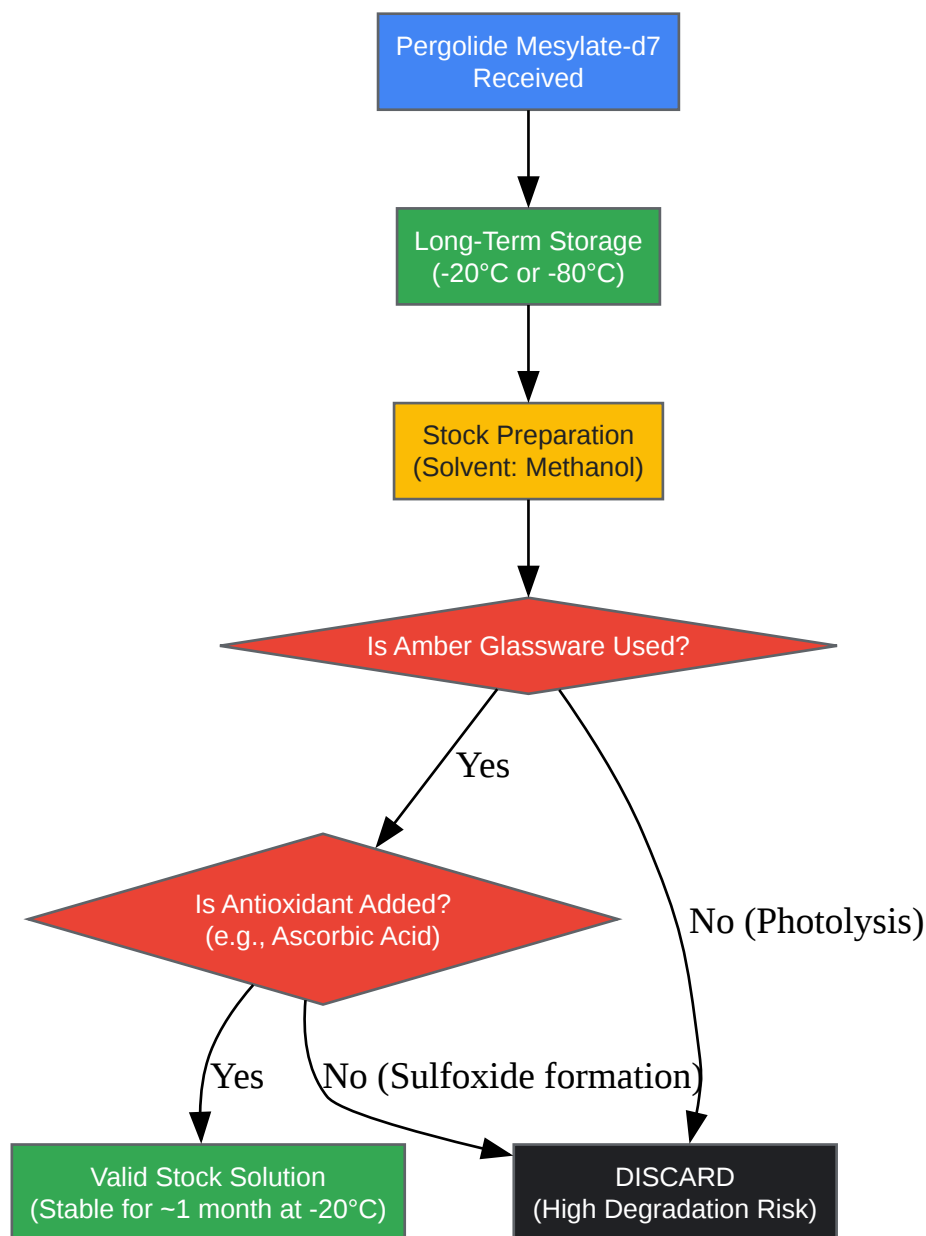 Pergolide Mesylate-d7
Received
Long-Term Storage
(-20°C or -80°C)
Stock Preparation
(Solvent: Methanol)
Is Amber Glassware Used?
Yes
Is Antioxidant Added?
(e.g., Ascorbic Acid)
No (Photolysis)
Yes
No (Sulfoxide formation)
Valid Stock Solution
(Stable for ~1 month at -20°C)
DISCARD
(High Degradation Risk)